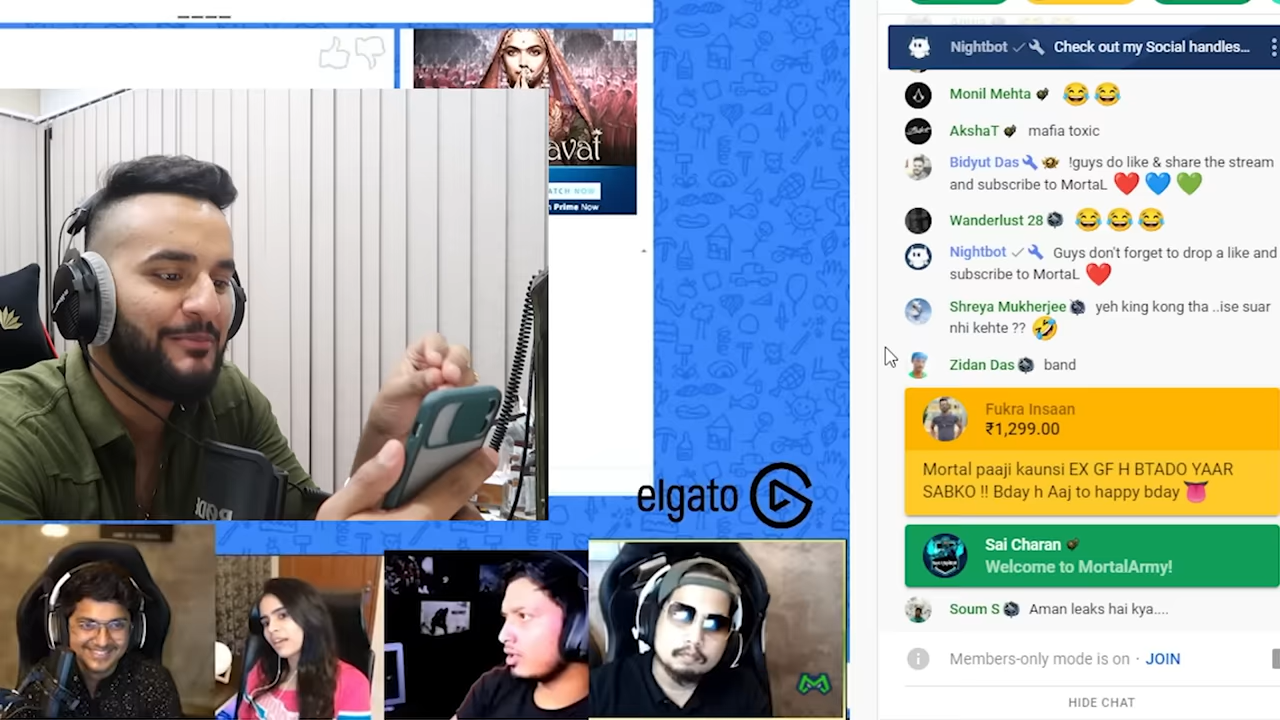 avat
ATCH NOW
n Prime Now
elgato
Nightbot Check out my Social handles...
Monil Mehta 😂😂
AkshaT mafia toxic
Bidyut Das !guys do like & share the stream
and subscribe to MortaL ❤️💙💚
Wanderlust 28 😂😂😂
Nightbot Guys don't forget to drop a like and
subscribe to MortaL ❤️
Shreya Mukherjee yeh king kong tha ..ise suar
nhi kehte ?? 🤣
Zidan Das band
Fukra Insaan
₹1,299.00
Mortal paaji kaunsi EX GF H BTADO YAAR
SABKO !! Bday h Aaj to happy bday 👅
Sai Charan
Welcome to MortalArmy!
Soum S Aman leaks hai kya....
Members-only mode is on · JOIN
HIDE CHAT